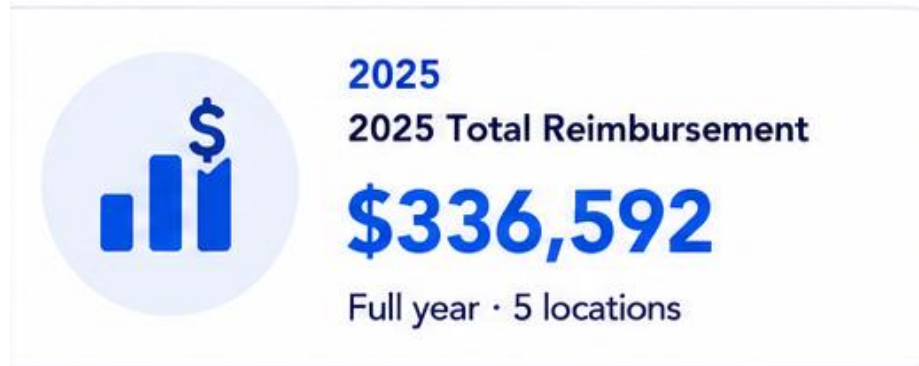 $
2025
2025 Total Reimbursement
$336,592
Full year · 5 locations